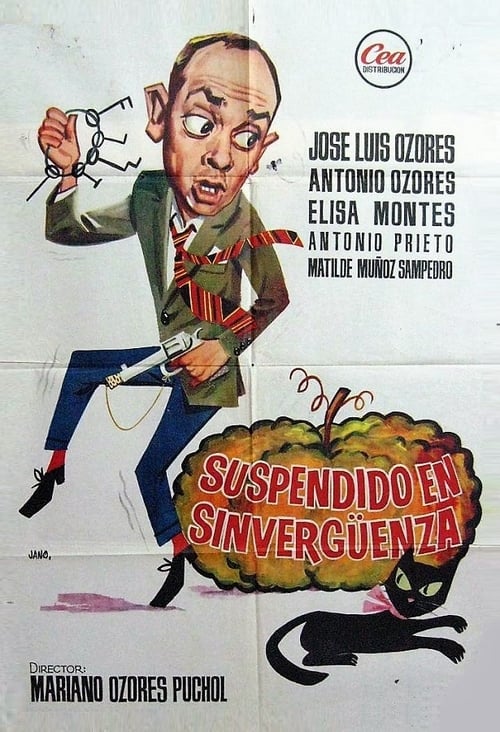 Cea
DISTRIBUCION
JOSE LUIS OZORES
ANTONIO OZORES
ELISA MONTES
ANTONIO PRIETO
MATILDE MUÑOZ SAMPEDRO
SUSPENDIDO EN
SINVERGÜENZA
JANO.
DIRECTOR:
MARIANO OZORES PUCHOL